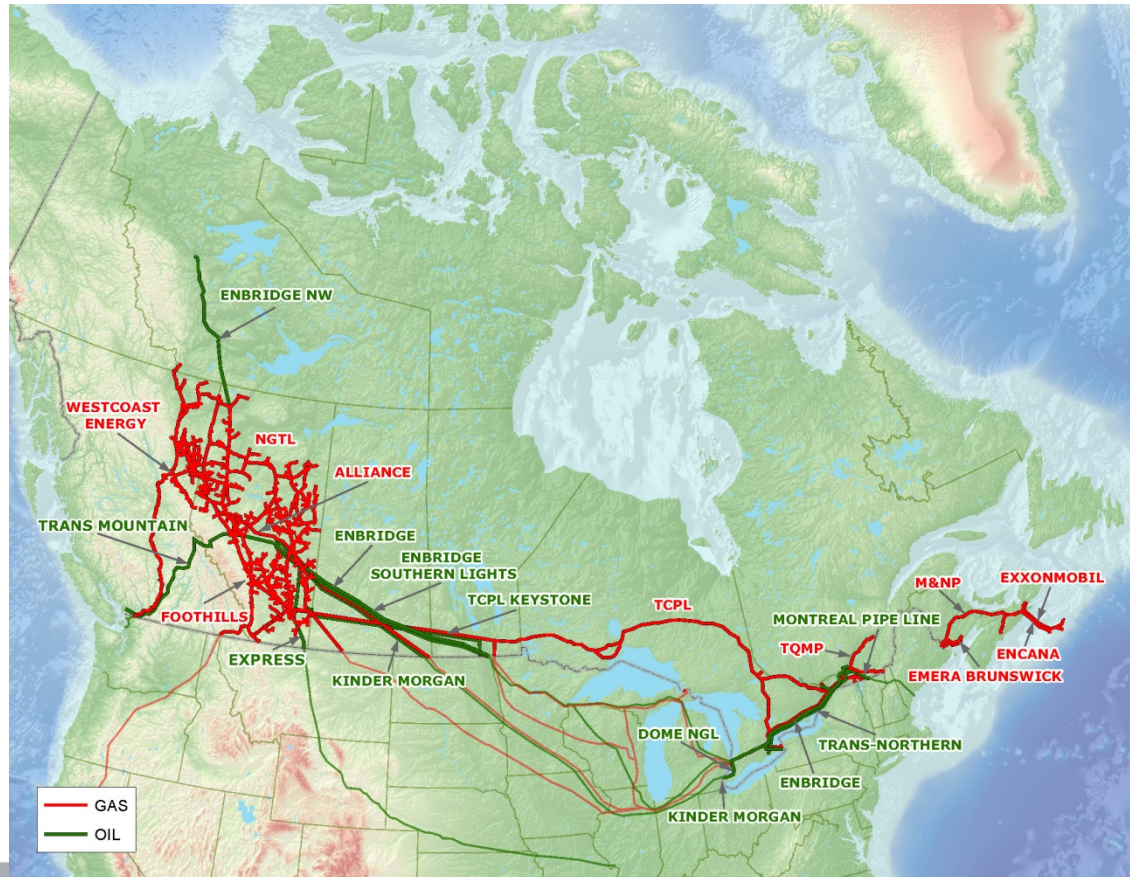 ENBRIDGE NW
WESTCOAST
ENERGY
NGTL
ALLIANCE
TRANS MOUNTAIN
ENBRIDGE
ENBRIDGE
SOUTHERN LIGHTS
TCPL KEYSTONE
FOOTHILLS
EXPRESS
KINDER MORGAN
TCPL
M&NP
EXXONMOBIL
MONTREAL PIPE LINE
TQMP
ENCANA
EMERA BRUNSWICK
DOME NGL
TRANS-NORTHERN
ENBRIDGE
KINDER MORGAN
GAS
OIL